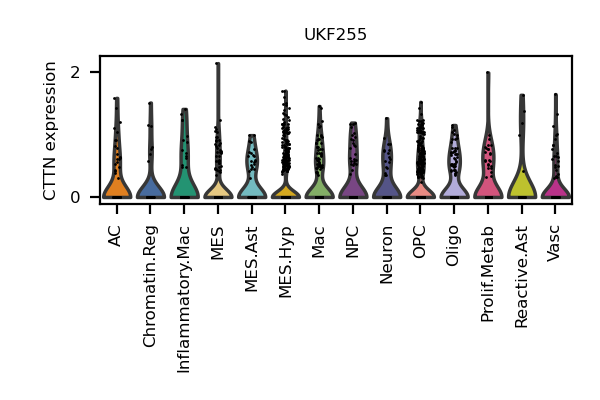 UKF255
CTTN expression
2
0
AC
Chromatin.Reg
Inflammatory.Mac
MES
MES.Ast
MES.Hyp
Mac
NPC
Neuron
OPC
Oligo
Prolif.Metab
Reactive.Ast
Vasc